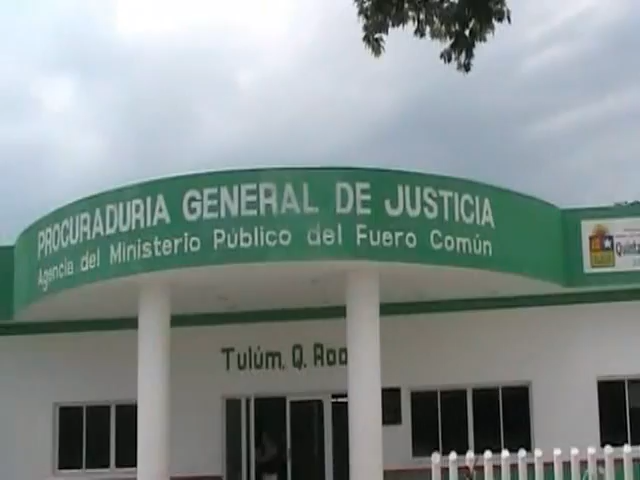 PROCURADURIA GENERAL DE JUSTICIA
Agencia del Ministerio Público del Fuero Común
Tulúm, Q. Roo